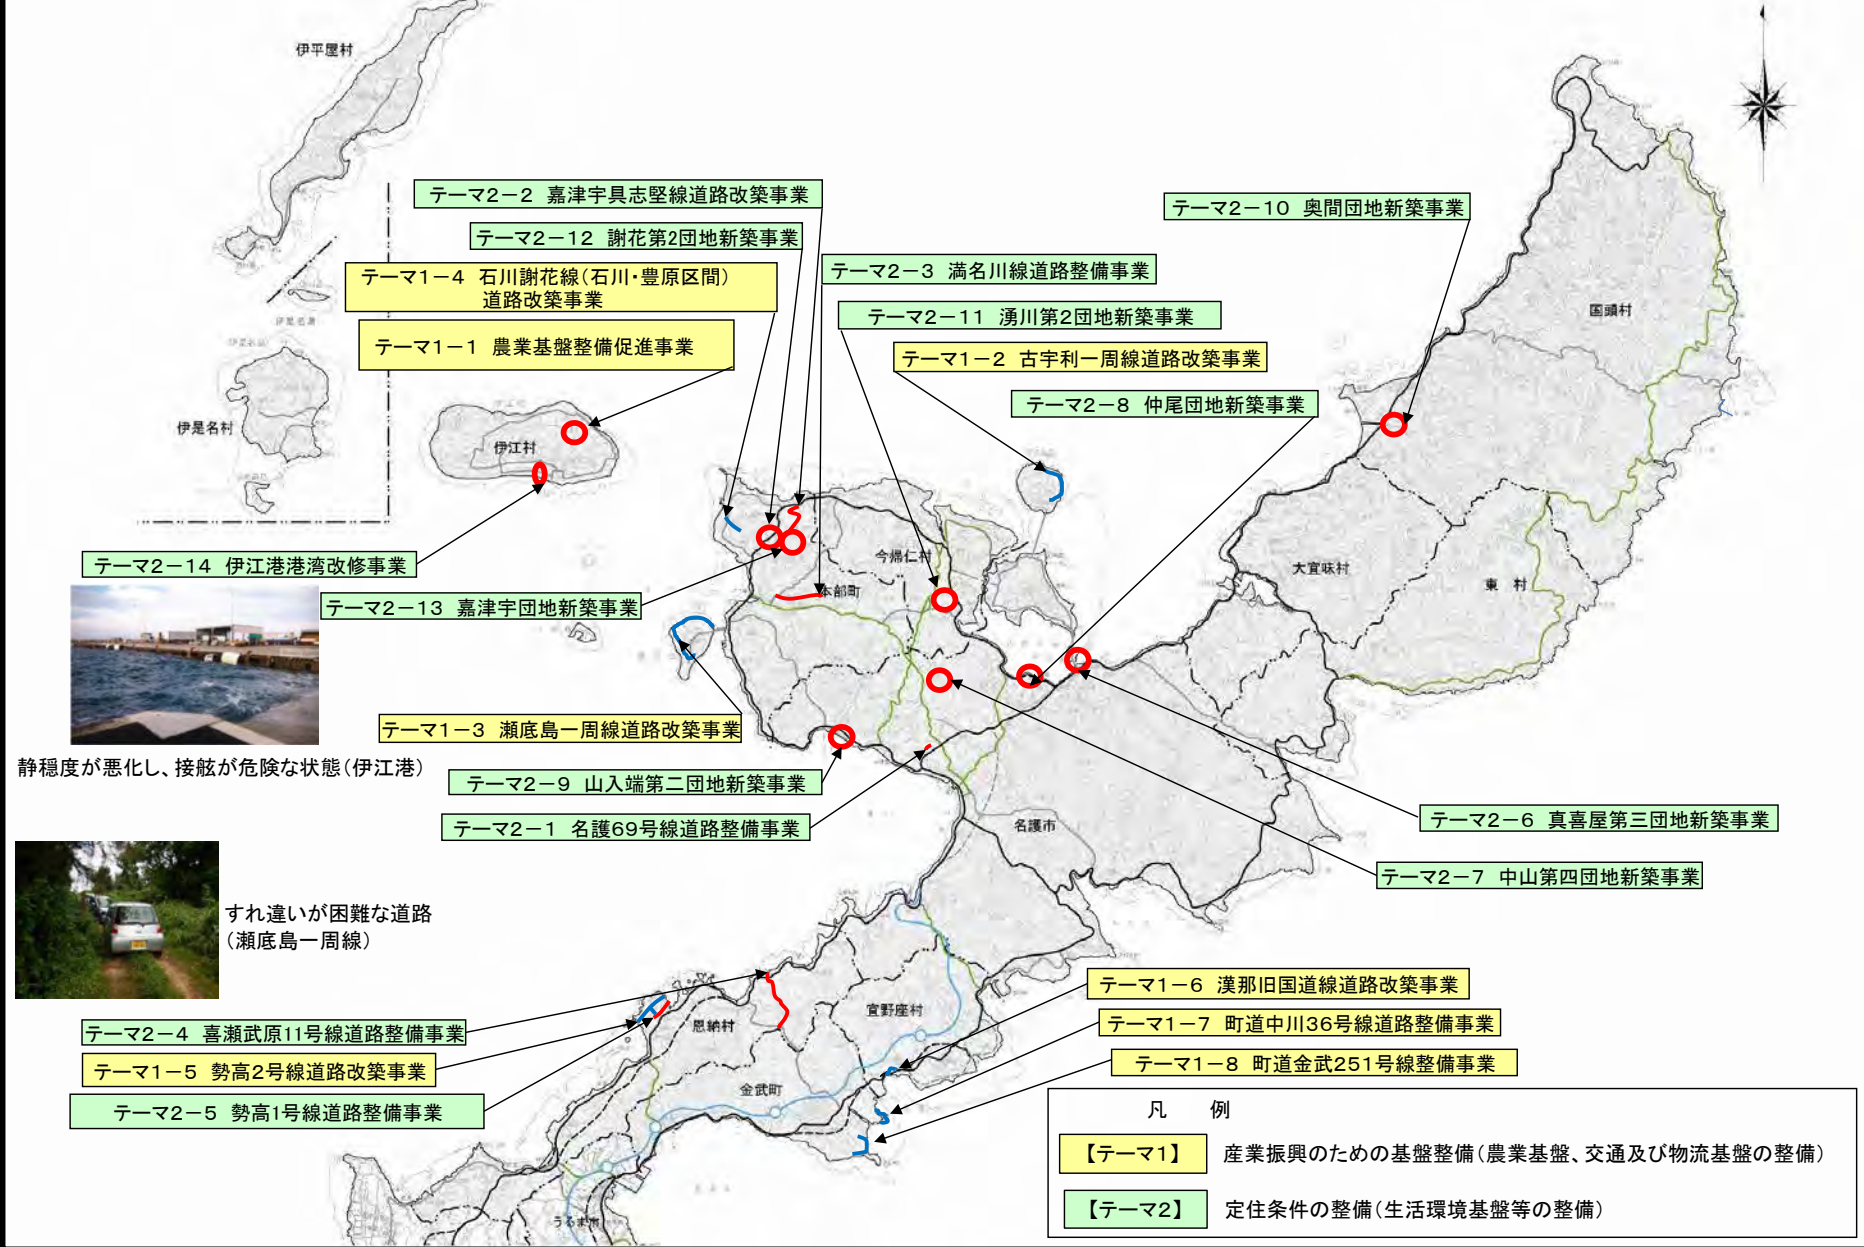 伊平屋村
テーマ2－2 嘉津宇具志堅線道路改築事業
テーマ2－10 奥間団地新築事業
テーマ2－12 謝花第2団地新築事業
テーマ2－3 満名川線道路整備事業
テーマ1－4 石川謝花線（石川・豊原区間）
道路改築事業
テーマ2－11 湧川第2団地新築事業
国頭村
テーマ1－1 農業基盤整備促進事業
テーマ1－2 古宇利一周線道路改築事業
テーマ2－8 仲尾団地新築事業
伊是名村
伊江村
テーマ2－14 伊江港港湾改修事業
今帰仁村
大宜味村
東 村
本部町
テーマ2－13 嘉津宇団地新築事業
テーマ1－3 瀬底島一周線道路改築事業
静穏度が悪化し、接舷が危険な状態（伊江港）
テーマ2－9 山入端第二団地新築事業
テーマ2－1 名護69号線道路整備事業
名護市
テーマ2－6 真喜屋第三団地新築事業
テーマ2－7 中山第四団地新築事業
すれ違いが困難な道路
（瀬底島一周線）
テーマ1－6 漢那旧国道線道路改築事業
宜野座村
テーマ2－4 喜瀬武原11号線道路整備事業
恩納村
テーマ1－7 町道中川36号線道路整備事業
テーマ1－5 勢高2号線道路改築事業
テーマ1－8 町道金武251号線整備事業
金武町
テーマ2－5 勢高1号線道路整備事業
凡 例
【テーマ1】 産業振興のための基盤整備（農業基盤、交通及び物流基盤の整備）
【テーマ2】 定住条件の整備（生活環境基盤等の整備）
うるま市